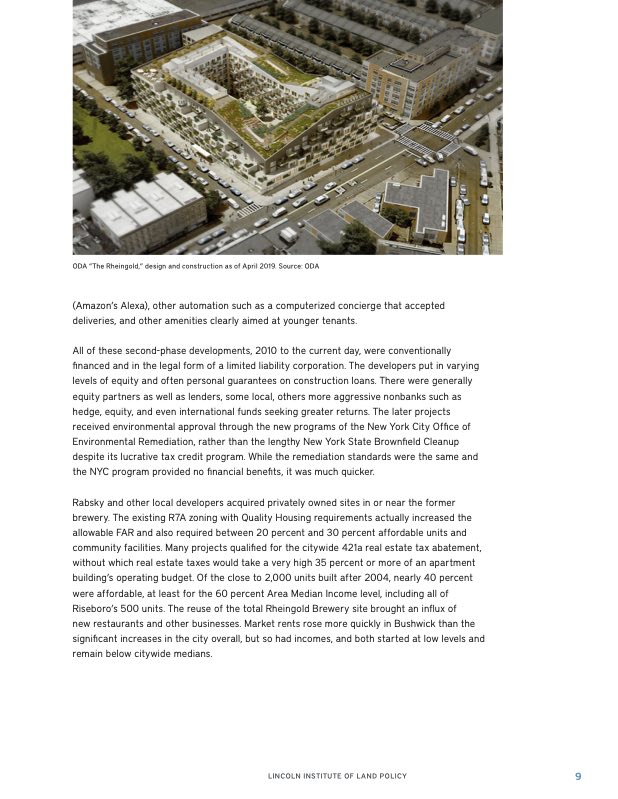 ODA "The Rheingold," design and construction as of April 2019. Source: ODA
(Amazon's Alexa), other automation such as a computerized concierge that accepted
deliveries, and other amenities clearly aimed at younger tenants.
All of these second-phase developments, 2010 to the current day, were conventionally
financed and in the legal form of a limited liability corporation. The developers put in varying
levels of equity and often personal guarantees on construction loans. There were generally
equity partners as well as lenders, some local, others more aggressive nonbanks such as
hedge, equity, and even international funds seeking greater returns. The later projects
received environmental approval through the new programs of the New York City Office of
Environmental Remediation, rather than the lengthy New York State Brownfield Cleanup
despite its lucrative tax credit program. While the remediation standards were the same and
the NYC program provided no financial benefits, it was much quicker.
Rabsky and other local developers acquired privately owned sites in or near the former
brewery. The existing R7A zoning with Quality Housing requirements actually increased the
allowable FAR and also required between 20 percent and 30 percent affordable units and
community facilities. Many projects qualified for the citywide 421a real estate tax abatement,
without which real estate taxes would take a very high 35 percent or more of an apartment
building's operating budget. Of the close to 2,000 units built after 2004, nearly 40 percent
were affordable, at least for the 60 percent Area Median Income level, including all of
Riseboro's 500 units. The reuse of the total Rheingold Brewery site brought an influx of
new restaurants and other businesses. Market rents rose more quickly in Bushwick than the
significant increases in the city overall, but so had incomes, and both started at low levels and
remain below citywide medians.
LINCOLN INSTITUTE OF LAND POLICY
9